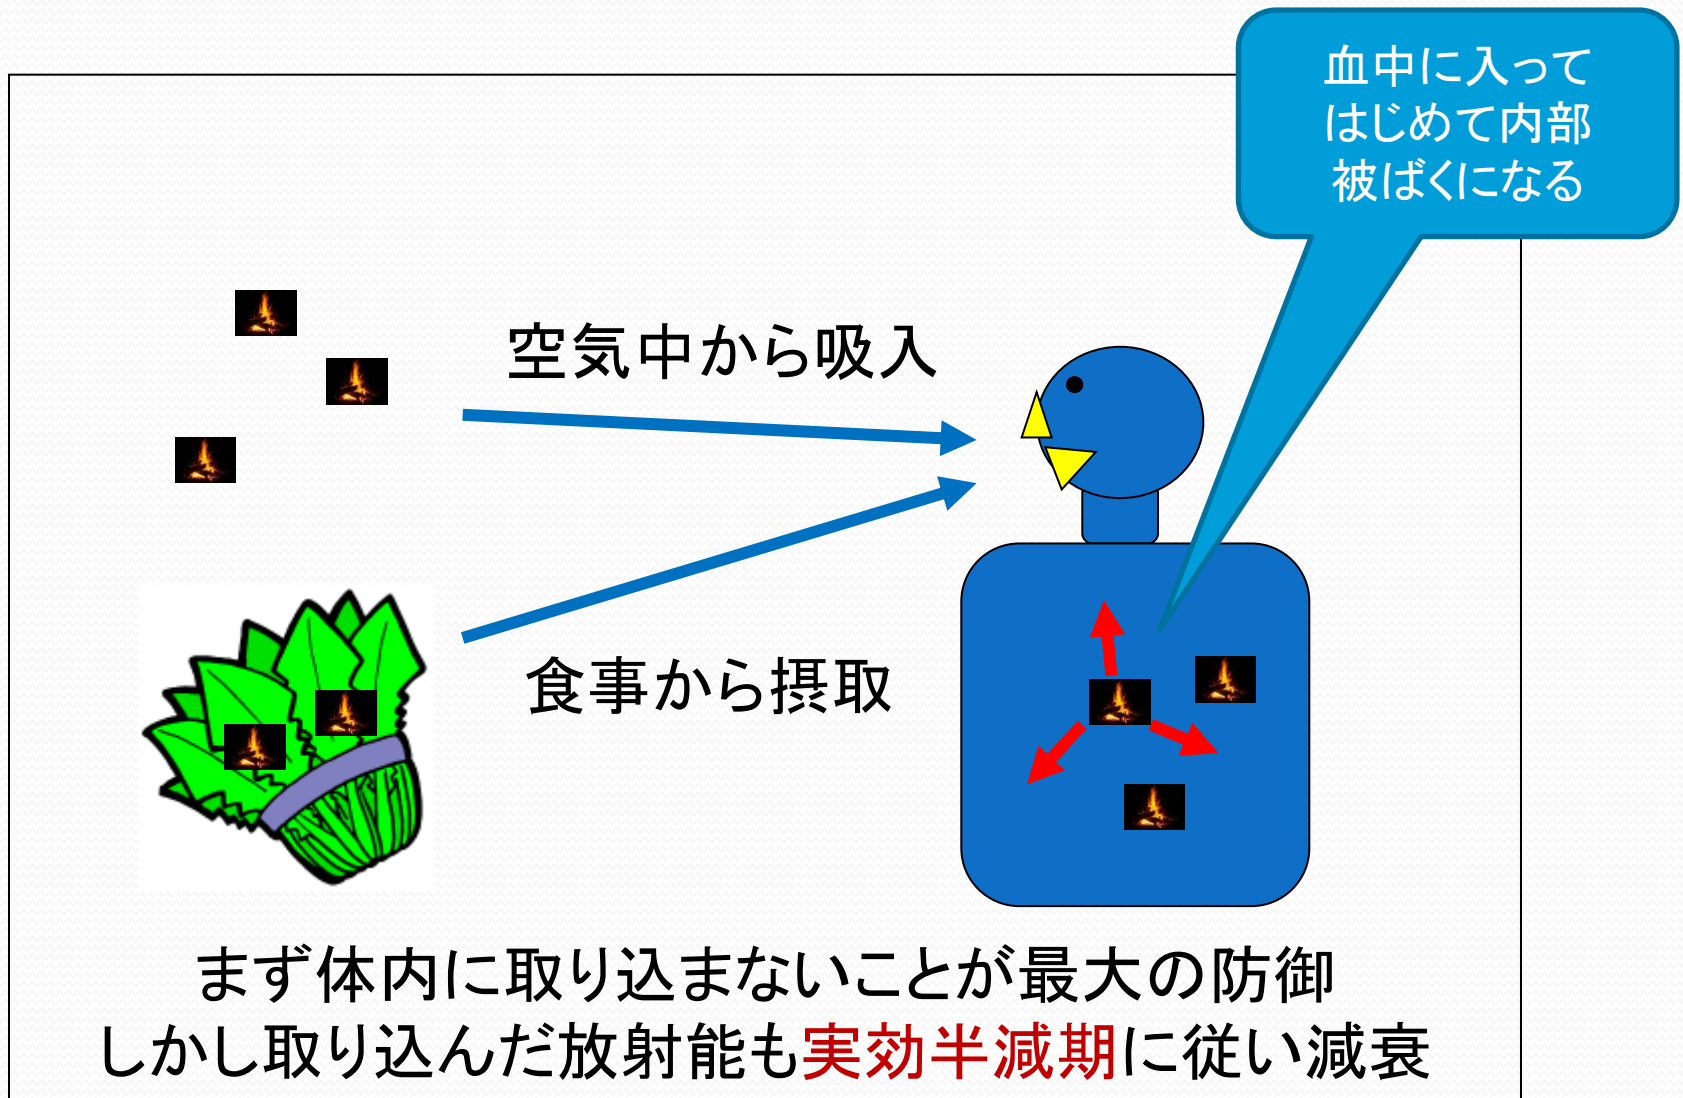 血中に入って
はじめて内部
被ばくになる
空気中から吸入
食事から摂取
まず体内に取り込まないことが最大の防御
しかし取り込んだ放射能も実効半減期に従い減衰